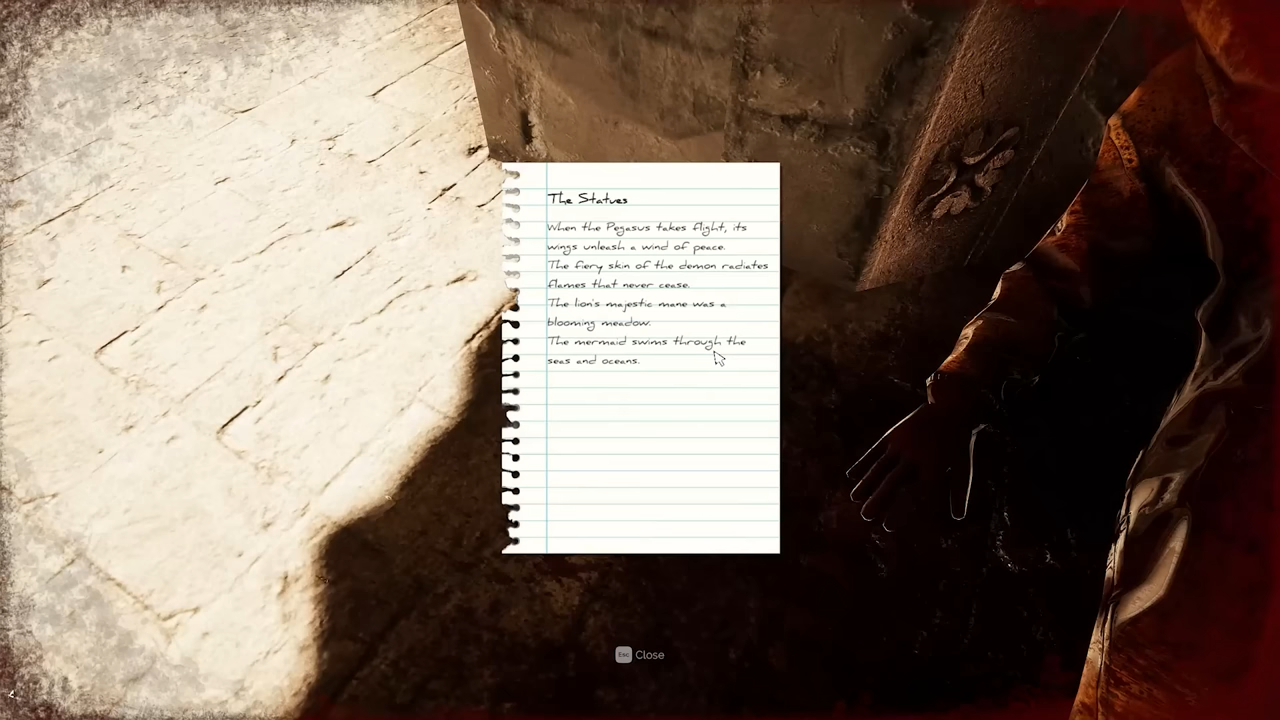 The Statues
When the Pegasus takes flight, its
wings unleash a wind of peace.
The fiery skin of the demon radiates
flames that never cease.
The lion's majestic mane was a
blooming meadow.
The mermaid swims through the
seas and oceans.
Esc Close